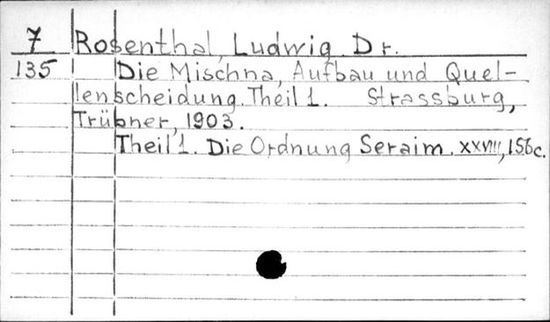 7 Rosenthal, Ludwig Dr.
135 Die Mischna, Aufbau und Quel-
lenscheidung. Theil 1. Strassburg,
Trübner, 1903.
Theil 1. Die Ordnung Seraim. XXVIII, 156c.